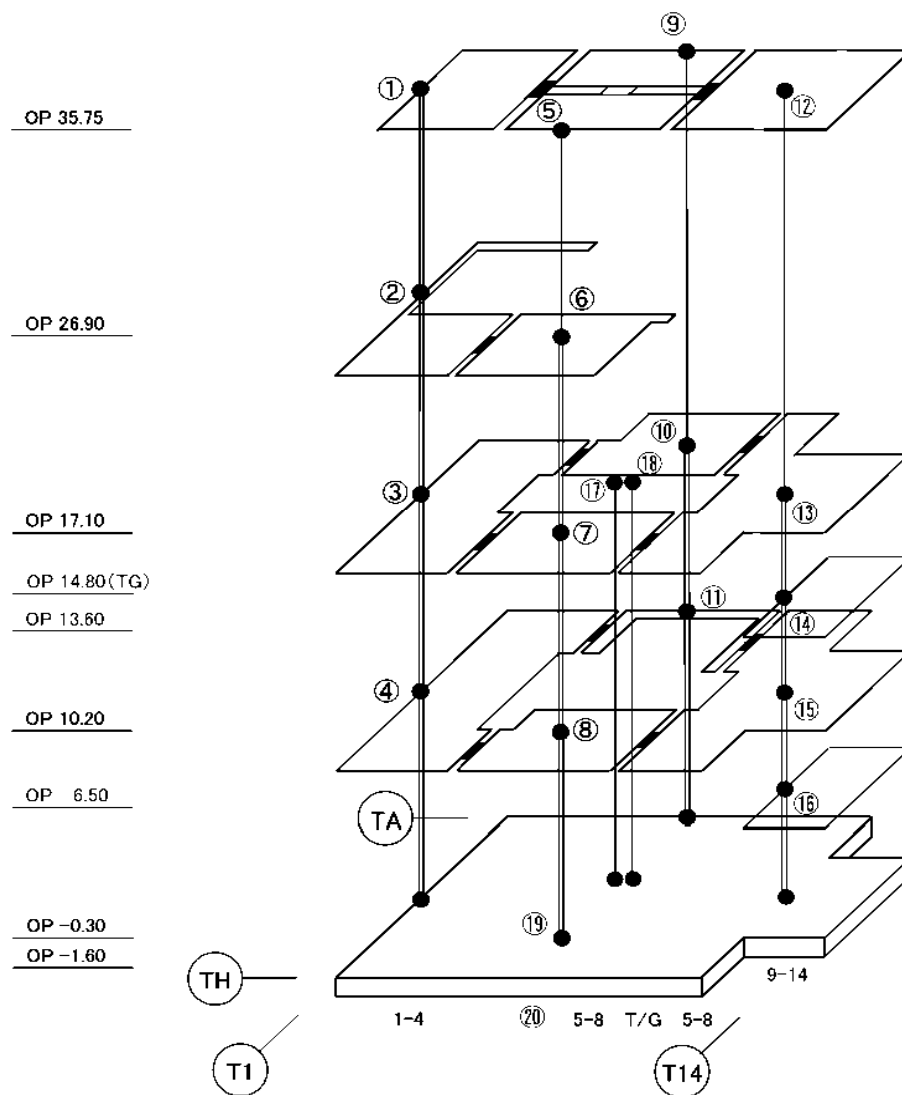 ⑨
①
⑤
⑫
OP 35.75
②
⑥
OP 26.90
⑩
⑱
③
⑰
⑬
OP 17.10
⑦
OP 14.80(TG)
⑪
OP 13.60
⑭
④
⑮
OP 10.20
⑧
OP 6.50
⑯
TA
OP -0.30
⑲
OP -1.60
TH
9-14
1-4 ⑳ 5-8 T/G 5-8
T1
T14